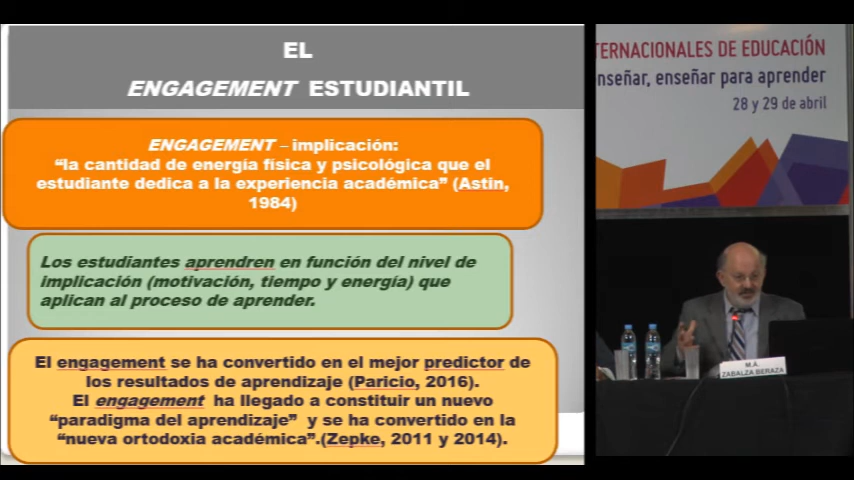 EL
ENGAGEMENT ESTUDIANTIL
ENGAGEMENT – implicación:
“la cantidad de energía física y psicológica que el
estudiante dedica a la experiencia académica” (Astin,
1984)
Los estudiantes aprendren en función del nivel de
implicación (motivación, tiempo y energía) que
aplican al proceso de aprender.
El engagement se ha convertido en el mejor predictor de
los resultados de aprendizaje (Paricio, 2016).
El engagement ha llegado a constituir un nuevo
“paradigma del aprendizaje” y se ha convertido en la
“nueva ortodoxia académica”.(Zepke, 2011 y 2014).
TERNACIONALES DE EDUCACIÓN
nseñar, enseñar para aprender
28 y 29 de abril
M.A.
ZABALZA BERAZA